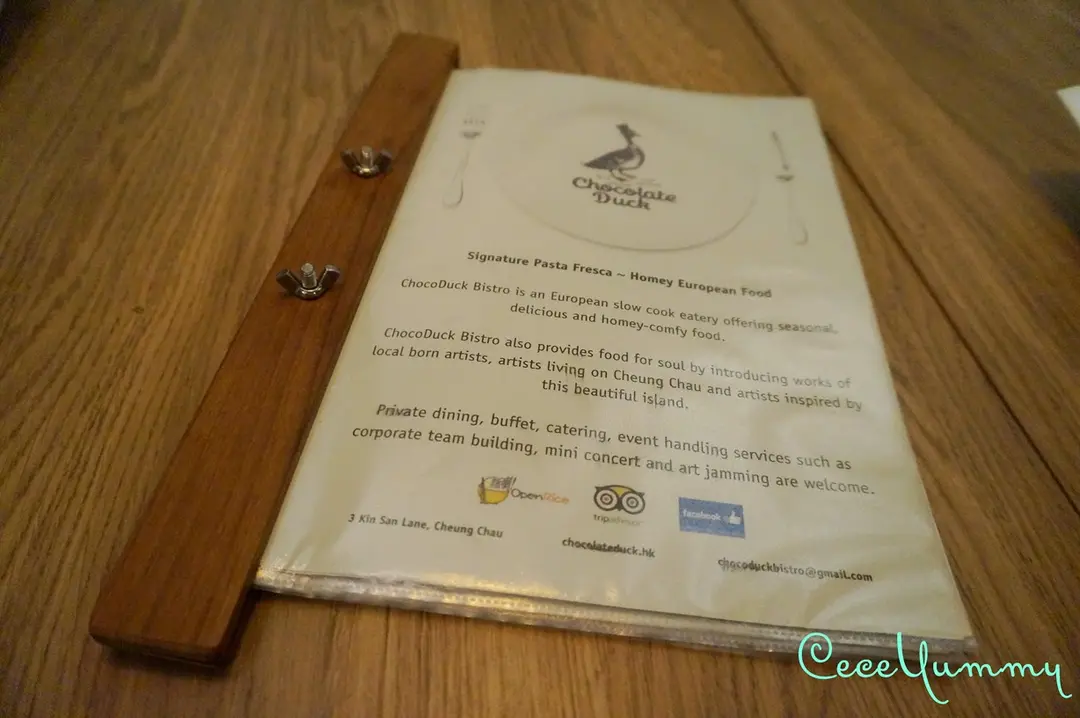 Chocolate
Duck
Signature Pasta Fresca ~ Homey European Food
ChocoDuck Bistro is an European slow cook eatery offering seasonal,
delicious and homey-comfy food.
ChocoDuck Bistro also provides food for soul by introducing works of
local born artists, artists living on Cheung Chau and artists inspired by
this beautiful island.
Private dining, buffet, catering, event handling services such as
corporate team building, mini concert and art jamming are welcome.
OpenRice
tripadvisor
facebook
3 Kin San Lane, Cheung Chau
chocolateduck.hk
chocoduckbistro@gmail.com
CeceYummy